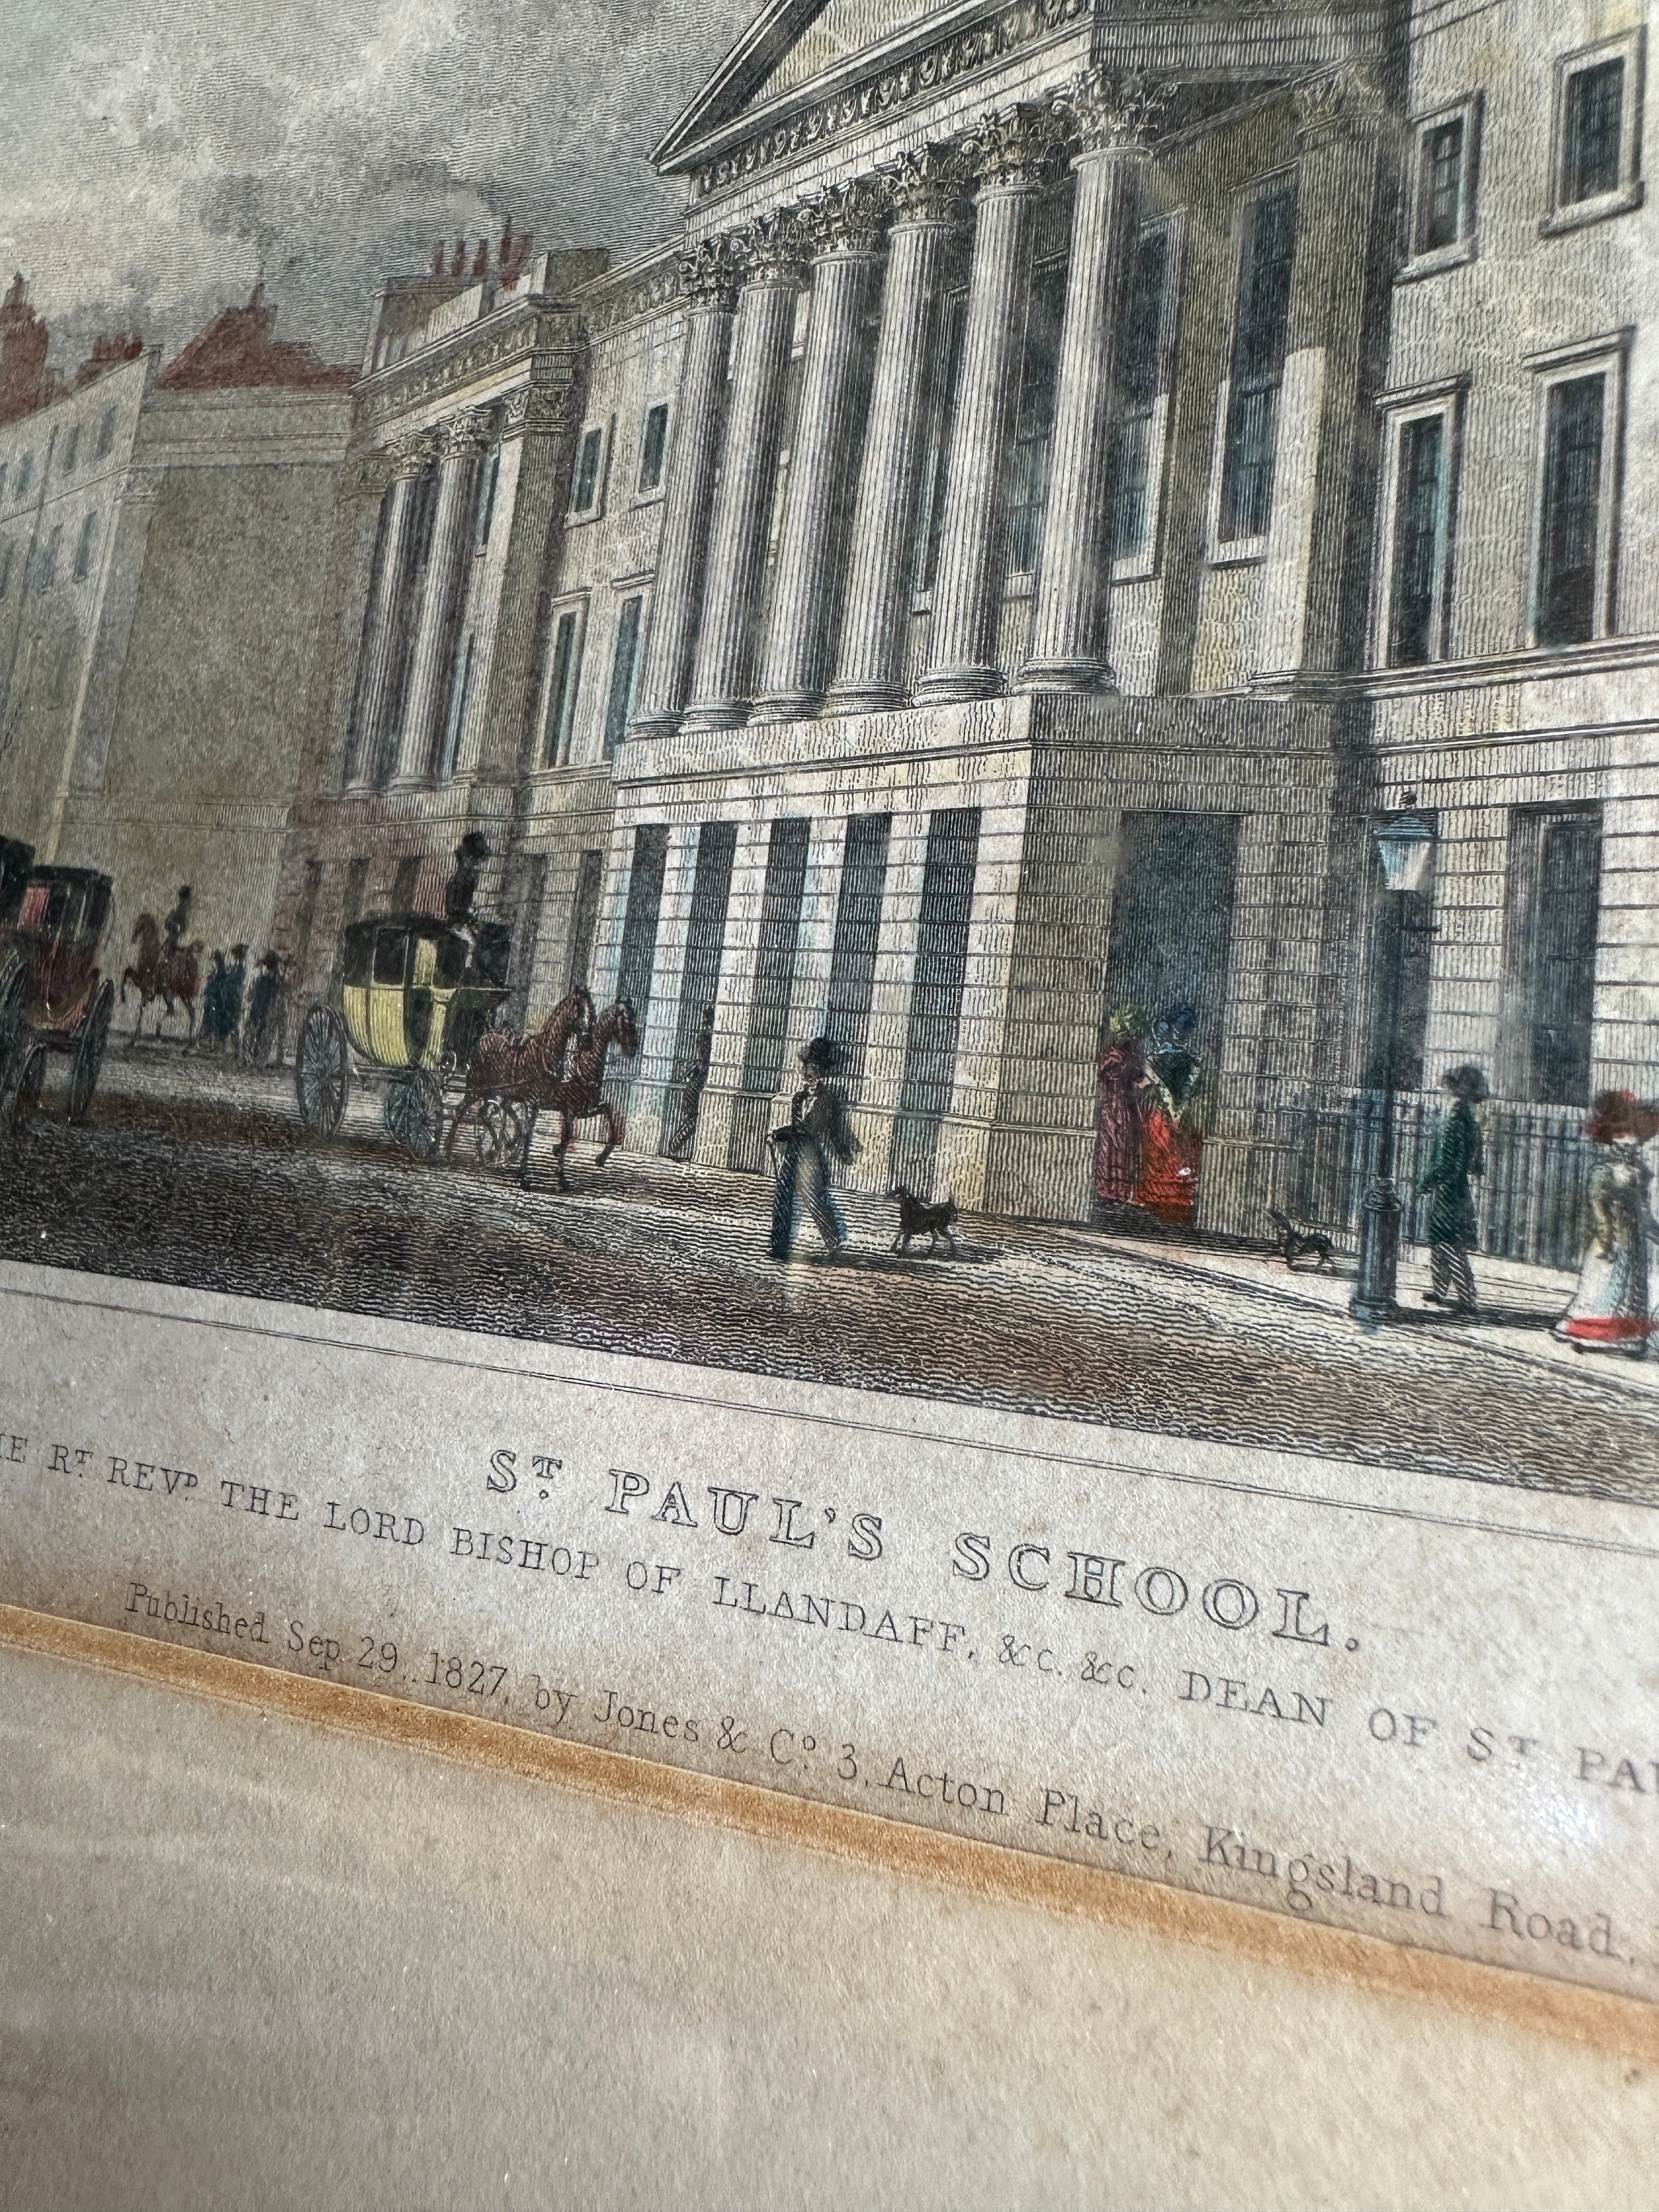 ST. PAUL'S SCHOOL.
RT. REVD. THE LORD BISHOP OF LLANDAFF, &c. &c. DEAN OF ST.
Published Sep. 29, 1827, by Jones & Co. 3, Acton Place, Kingsland Road,